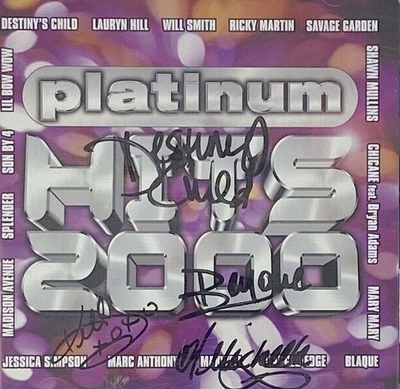 DESTINY'S CHILD LAURYN HILL WILL SMITH RICKY MARTIN SAVAGE GARDEN
LIL BOW WOW
SON BY 4
SPLENDER
MADISON AVENUE
platinum
HITS
2000
Destiny's
Child
SHAWN MULLINS
CHICANE feat. Bryan Adams
MARY MARY
JESSICA SIMPSON MARC ANTHONY BLAQUE